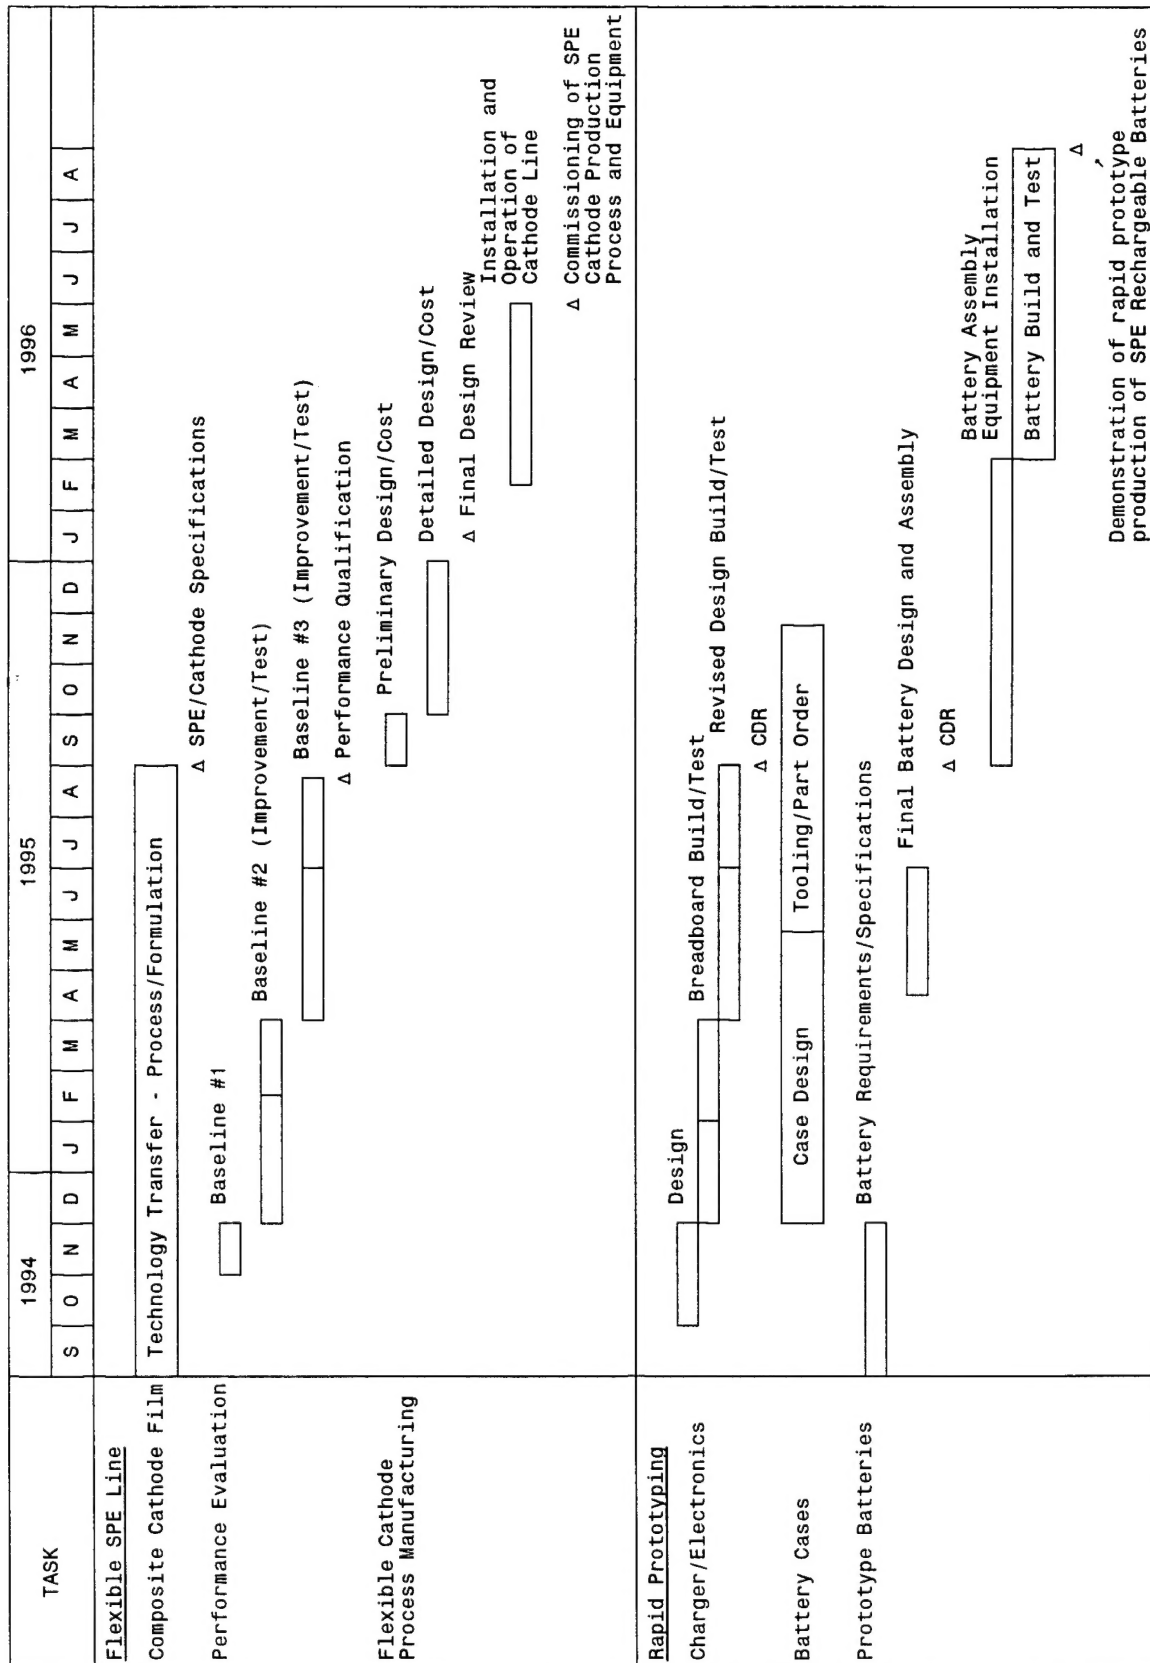 TASK
1994
1995
1996
S O N D J F M A M J J A S O N D J F M A M J J A
Flexible SPE Line
Composite Cathode Film
Technology Transfer - Process/Formulation
Δ SPE/Cathode Specifications
Performance Evaluation
Baseline #1
Baseline #2 (Improvement/Test)
Baseline #3 (Improvement/Test)
Δ Performance Qualification
Flexible Cathode
Process Manufacturing
Preliminary Design/Cost
Detailed Design/Cost
Δ Final Design Review
Installation and
Operation of
Cathode Line
Δ Commissioning of SPE
Cathode Production
Process and Equipment
Rapid Prototyping
Charger/Electronics
Design
Breadboard Build/Test
Revised Design Build/Test
Δ CDR
Battery Cases
Case Design
Tooling/Part Order
Prototype Batteries
Battery Requirements/Specifications
Final Battery Design and Assembly
Δ CDR
Battery Assembly
Equipment Installation
Battery Build and Test
Δ
Demonstration of rapid prototype
production of SPE Rechargeable Batteries